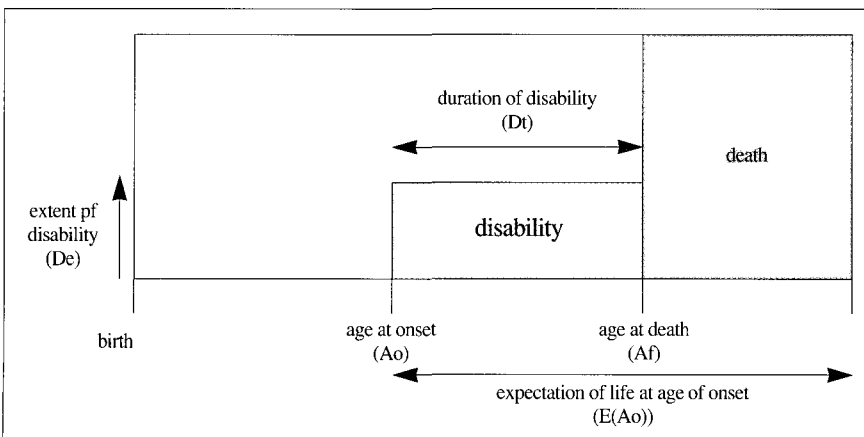 duration of disability
(Dt)
death
extent pf
disability
(De)
disability
birth
age at onset
(Ao)
age at death
(Af)
expectation of life at age of onset
(E(Ao))